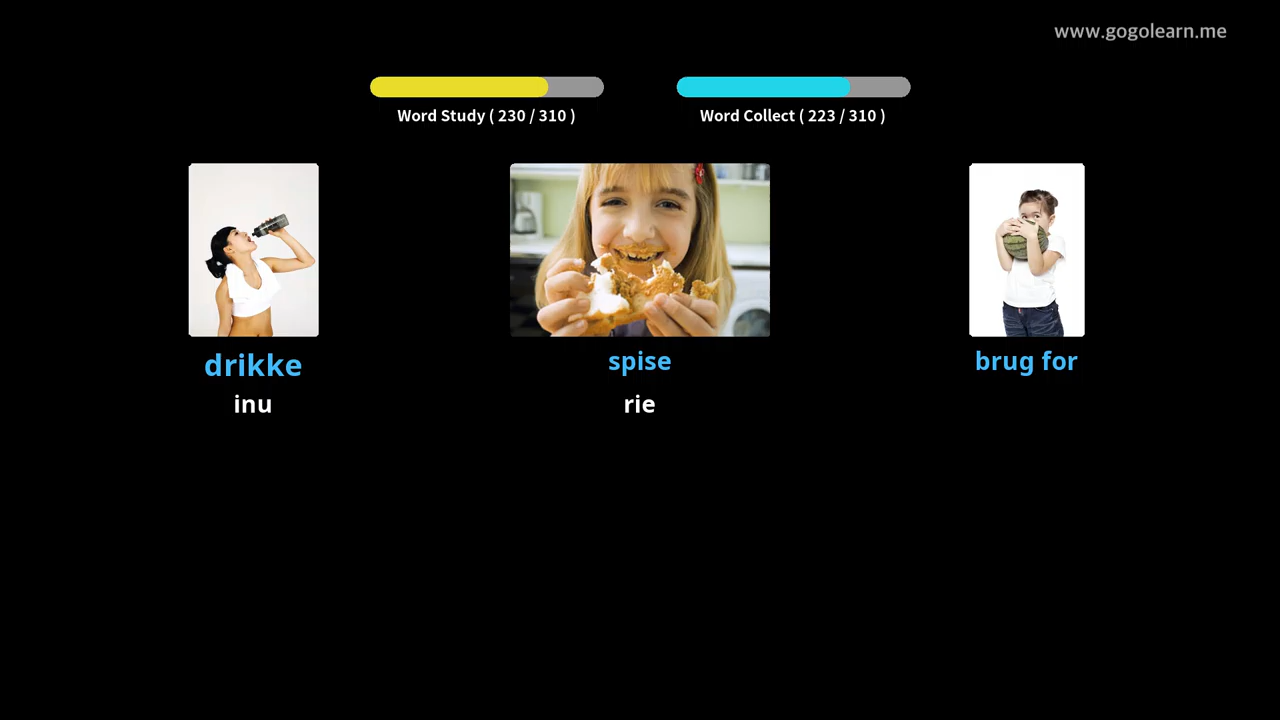 www.gogolearn.me
Word Study ( 230 / 310 )
Word Collect ( 223 / 310 )
drikke
spise
brug for
inu
rie